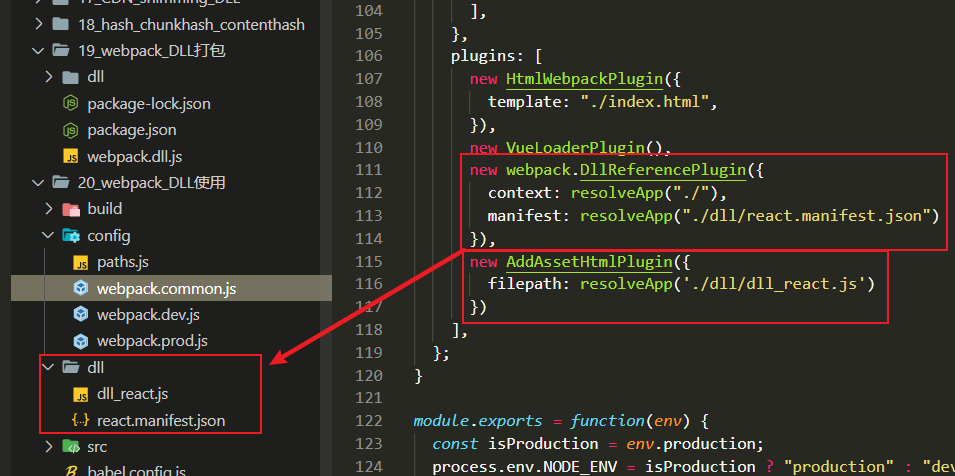 17_CDN_shimming_DLL
18_hash_chunkhash_contenthash
19_webpack_DLL打包
dll
package-lock.json
package.json
webpack.dll.js
20_webpack_DLL使用
build
config
paths.js
webpack.common.js
webpack.dev.js
webpack.prod.js
dll
dll_react.js
react.manifest.json
src
babel.config.js
104 ],
105 },
106 plugins: [
107 new HtmlWebpackPlugin({
108 template: "./index.html",
109 }),
110 new VueLoaderPlugin(),
111 new webpack.DllReferencePlugin({
112 context: resolveApp("./"),
113 manifest: resolveApp("./dll/react.manifest.json")
114 }),
115 new AddAssetHtmlPlugin({
116 filepath: resolveApp('./dll/dll_react.js')
117 })
118 ],
119 };
120 }
121
122 module.exports = function(env) {
123 const isProduction = env.production;
124 process.env.NODE_ENV = isProduction ? "production" : "dev